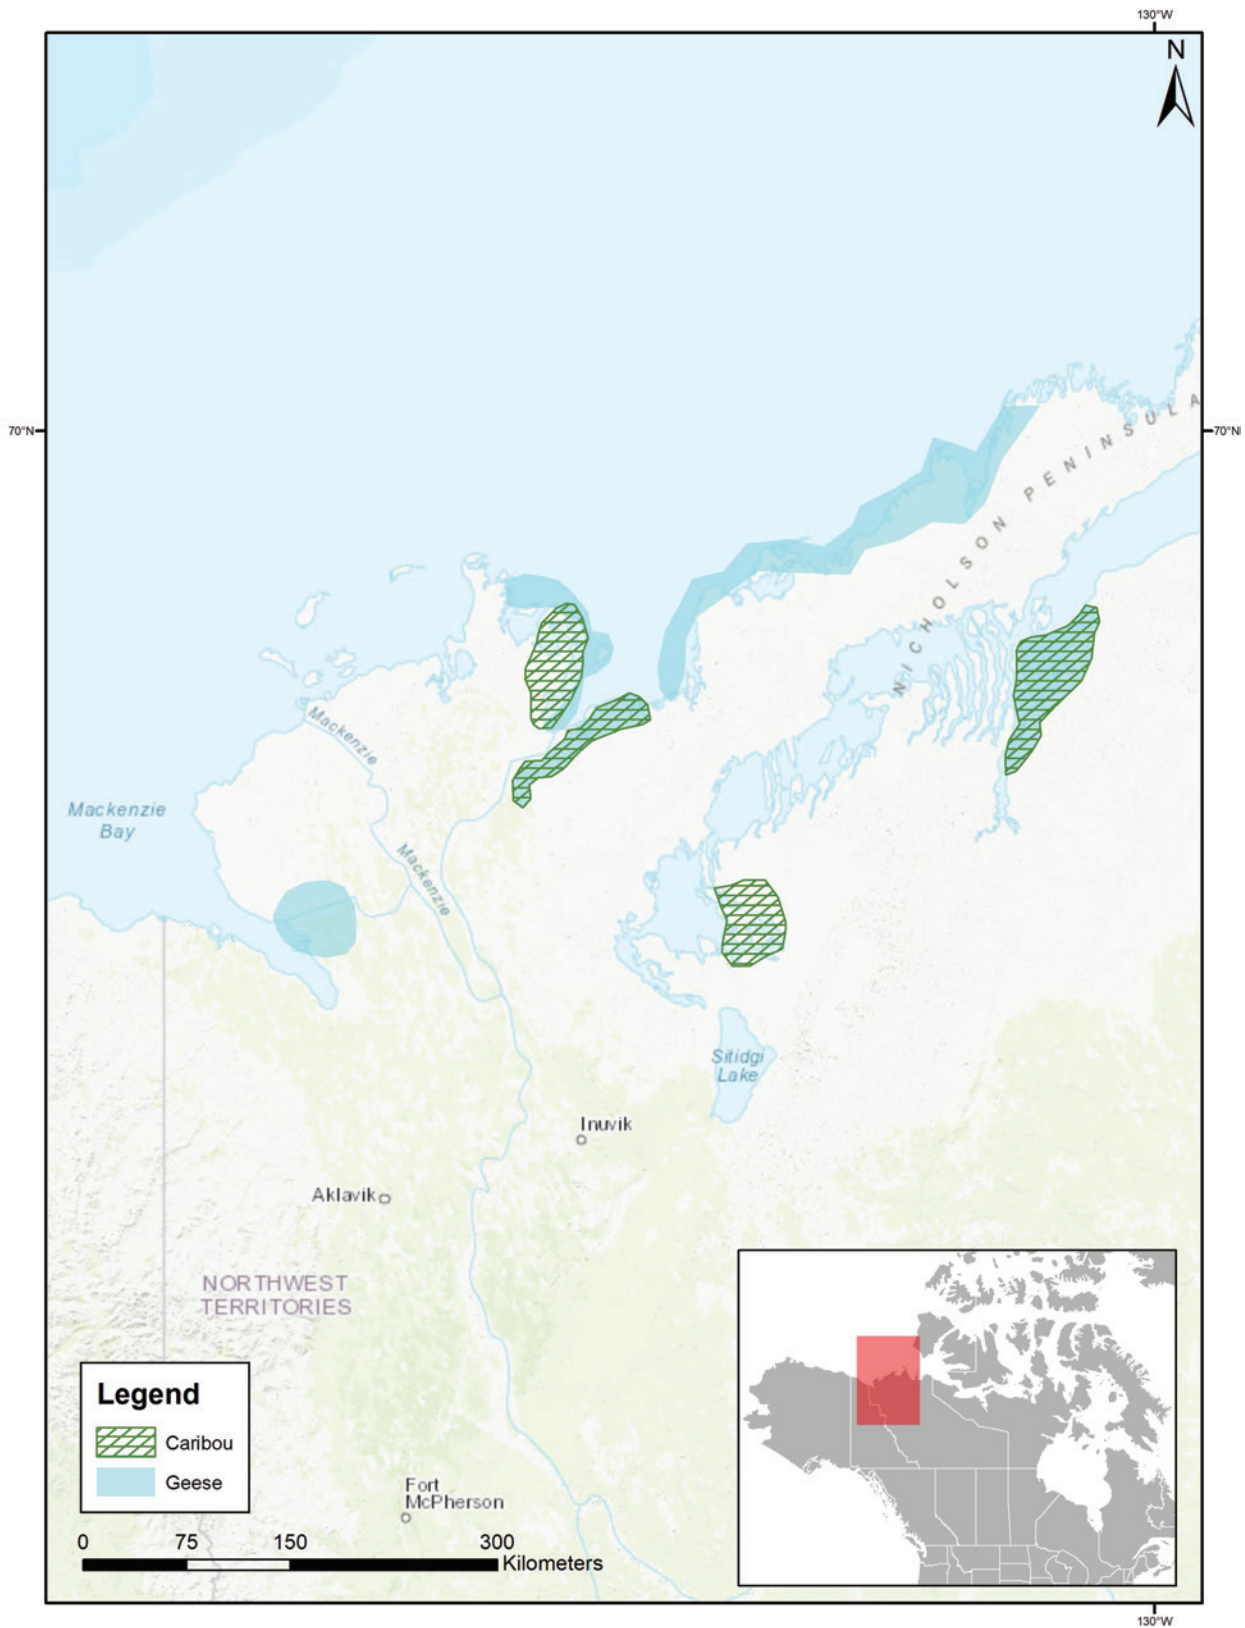 130°W
N
70°N
70°N
NICHOLSON PENINSULA
Mackenzie
Mackenzie
Bay
Mackenzie
Sitidgi
Lake
Inuvik
Aklavik
NORTHWEST
TERRITORIES
Legend
Caribou
Geese
Fort
McPherson
0 75 150 300
Kilometers
130°W